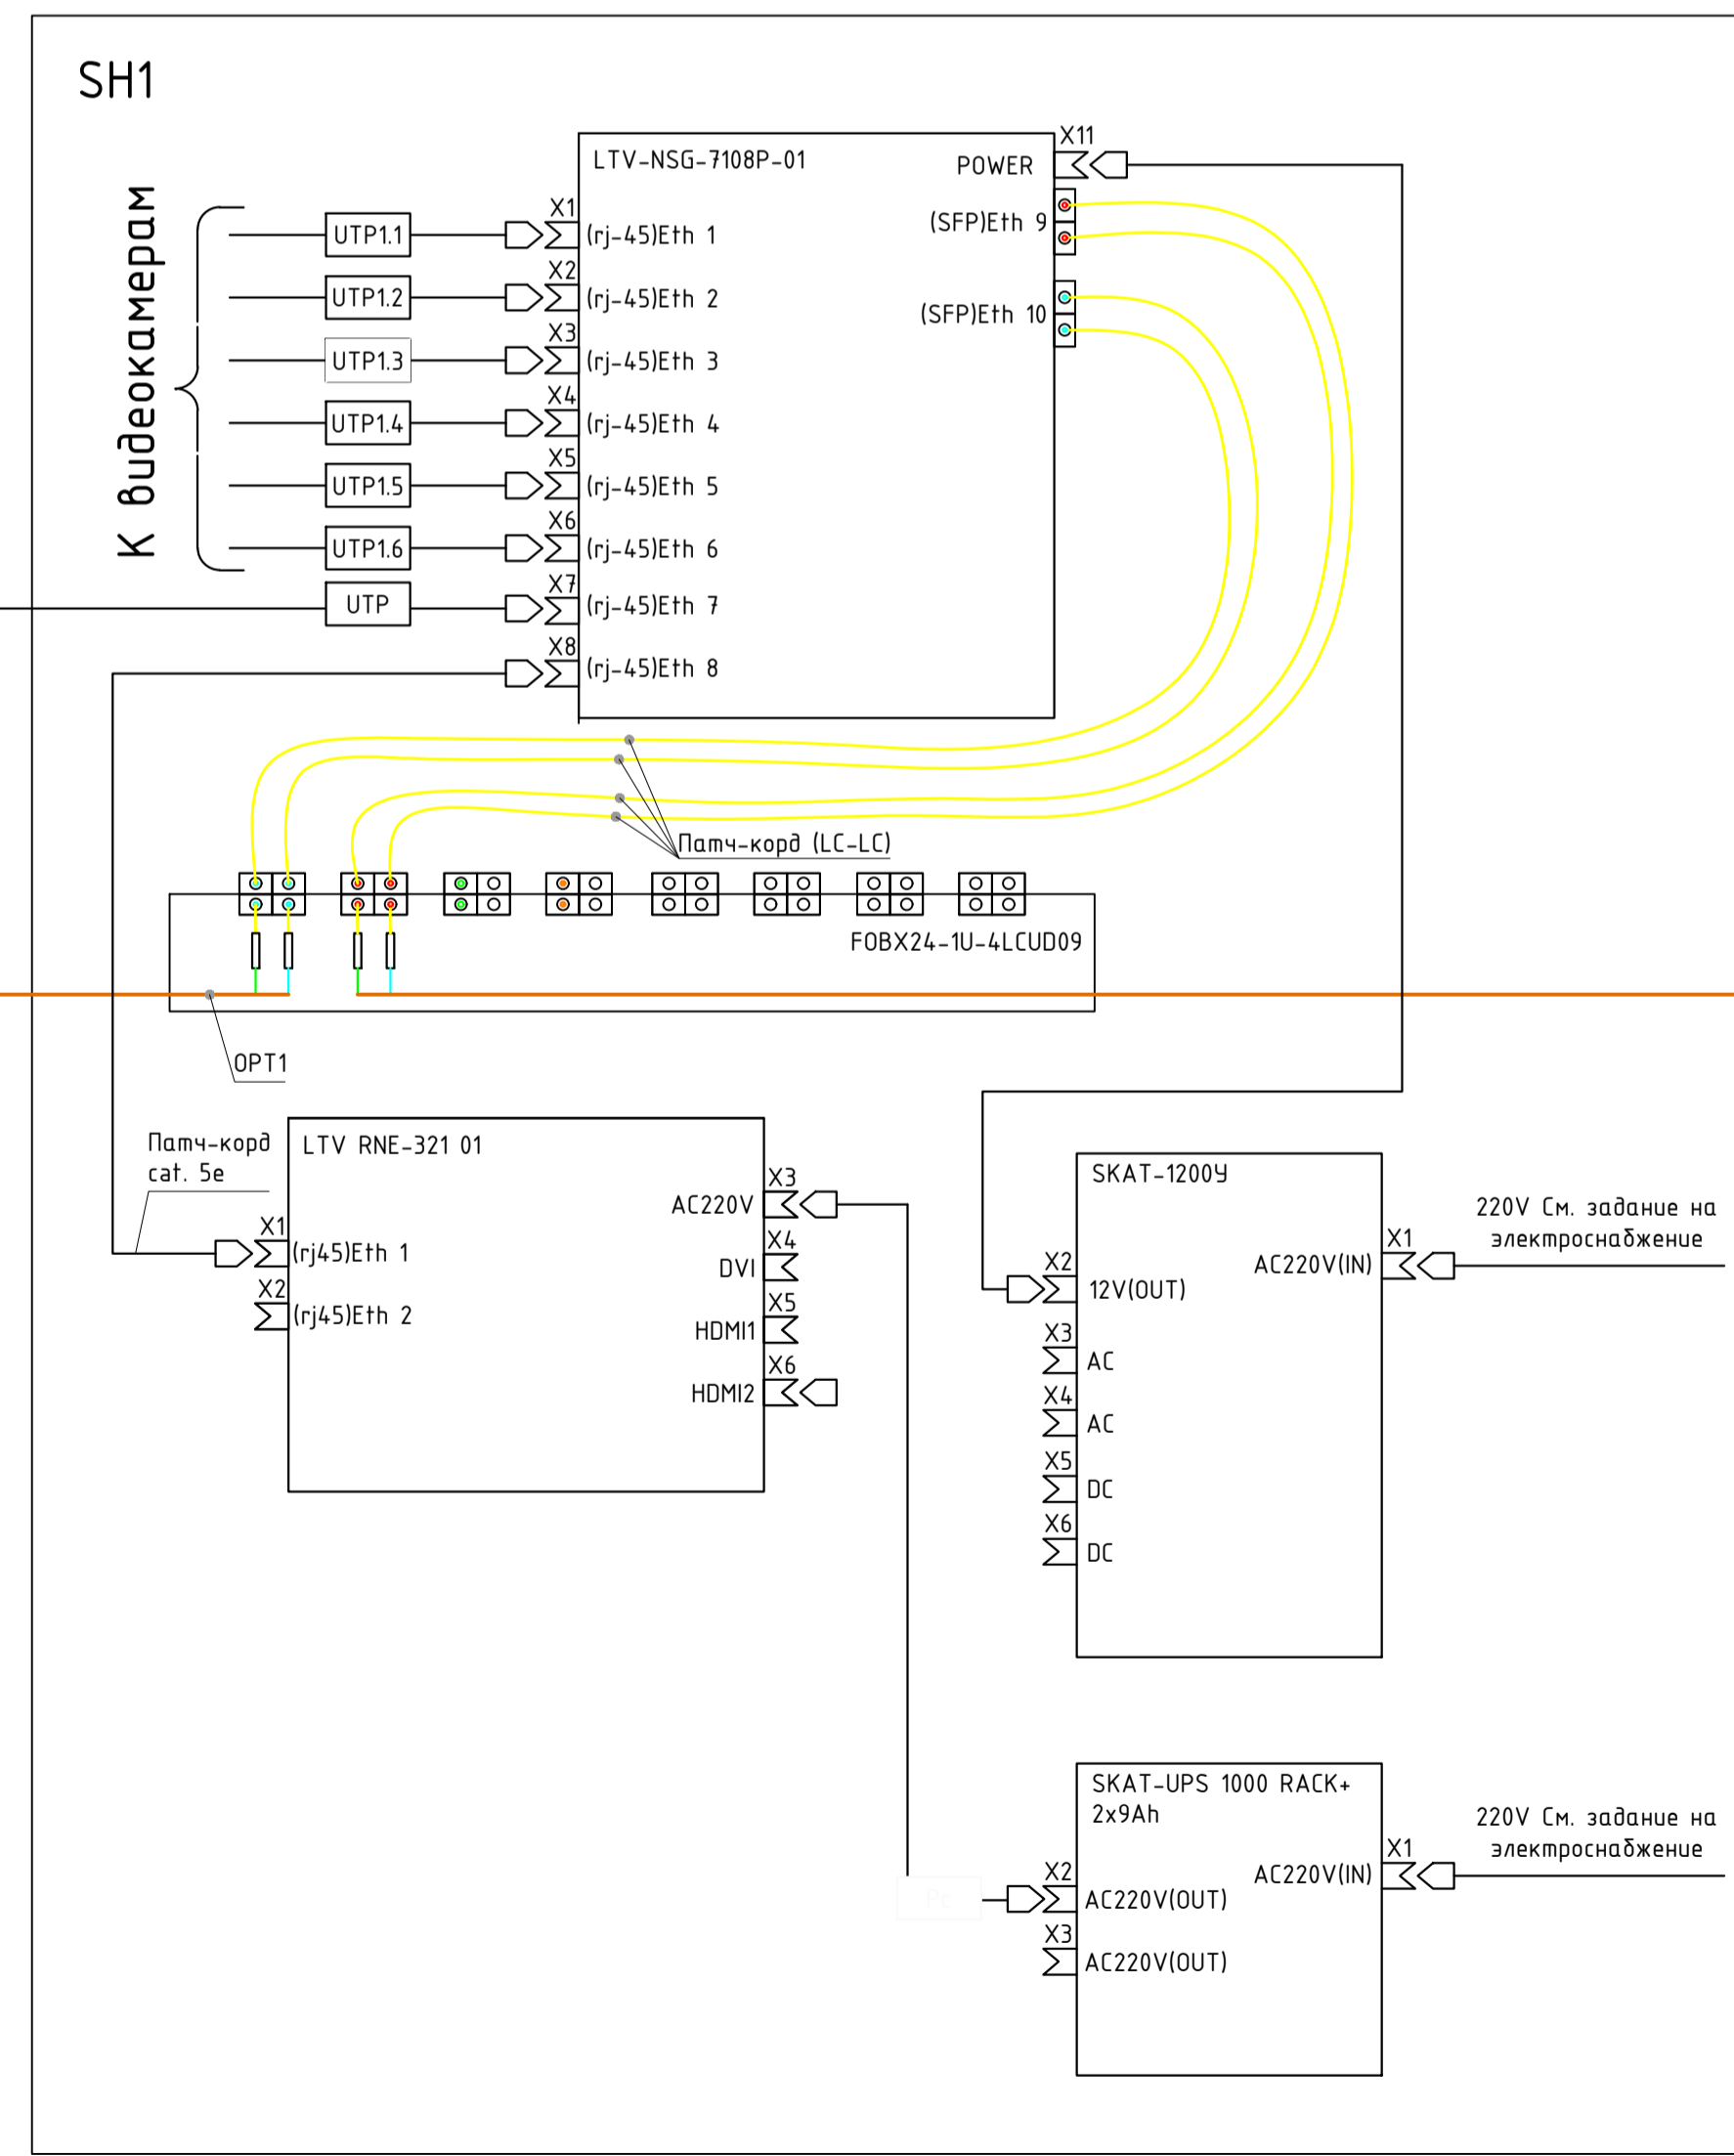 SH1
К видеокамерам
LTV-NSG-7108P-01
POWER
X11
X1
UTP1.1
(rj-45)Eth 1
(SFP)Eth 9
X2
UTP1.2
(rj-45)Eth 2
(SFP)Eth 10
X3
UTP1.3
(rj-45)Eth 3
X4
UTP1.4
(rj-45)Eth 4
X5
UTP1.5
(rj-45)Eth 5
X6
UTP1.6
(rj-45)Eth 6
X7
UTP
(rj-45)Eth 7
X8
(rj-45)Eth 8
Патч-корд (LC-LC)
FOBX24-1U-4LCUD09
OPT1
Патч-корд
cat. 5e
LTV RNE-321 01
X1
(rj45)Eth 1
X2
(rj45)Eth 2
X3
AC220V
X4
DVI
X5
HDMI1
X6
HDMI2
SKAT-1200У
X1
AC220V(IN)
220V См. задание на
электроснабжение
X2
12V(OUT)
X3
AC
X4
AC
X5
DC
X6
DC
SKAT-UPS 1000 RACK+
2x9Ah
X1
AC220V(IN)
220V См. задание на
электроснабжение
X2
AC220V(OUT)
X3
AC220V(OUT)